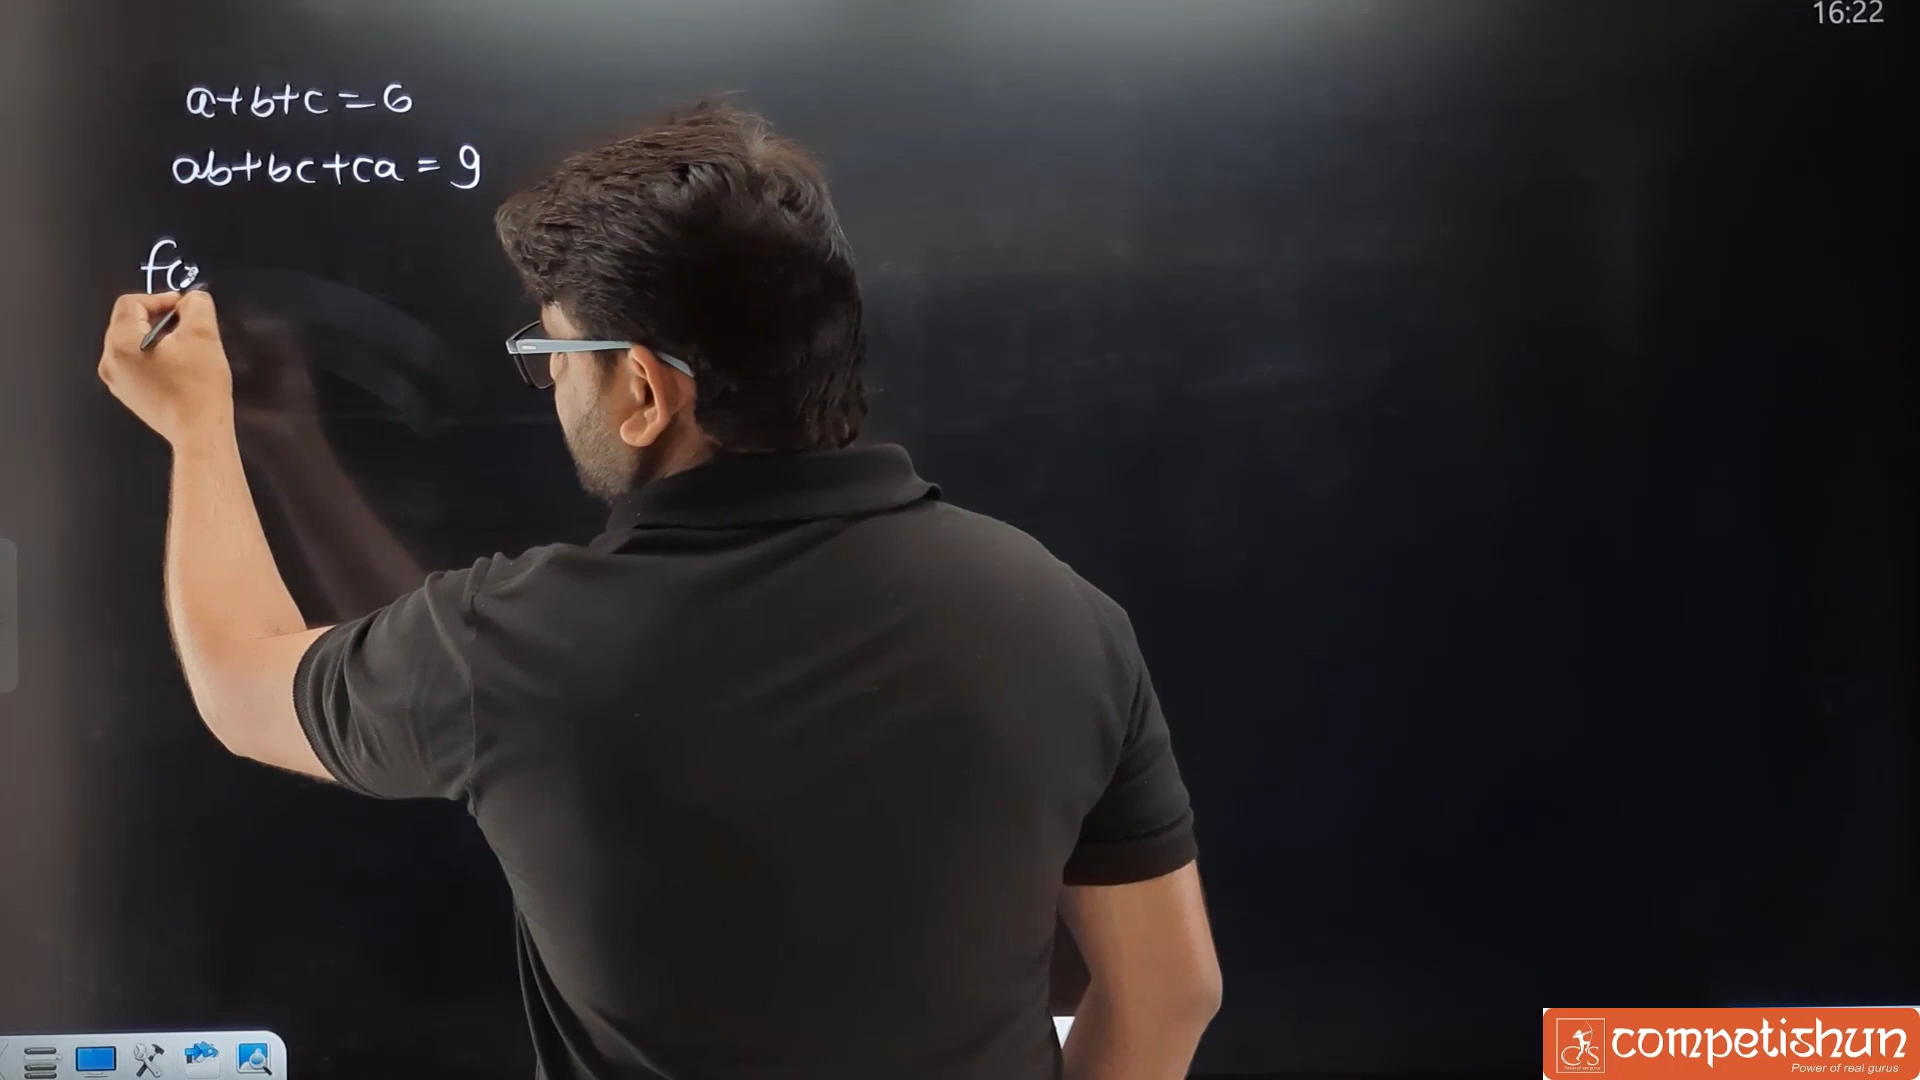 16:22
a+b+c=6
ab+bc+ca=9
f(x
competishun
Power of real gurus